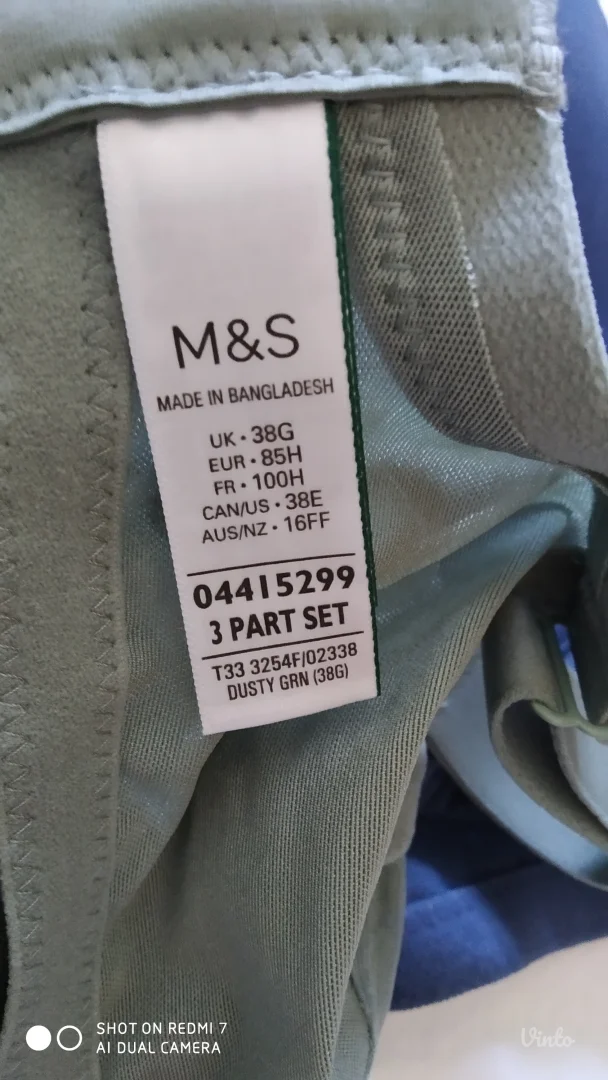 M&S
MADE IN BANGLADESH
UK • 38G
EUR • 85H
FR • 100H
CAN/US • 38E
AUS/NZ • 16FF
04415299
3 PART SET
T33 3254F/02338
DUSTY GRN (38G)
SHOT ON REDMI 7
AI DUAL CAMERA
Vinto